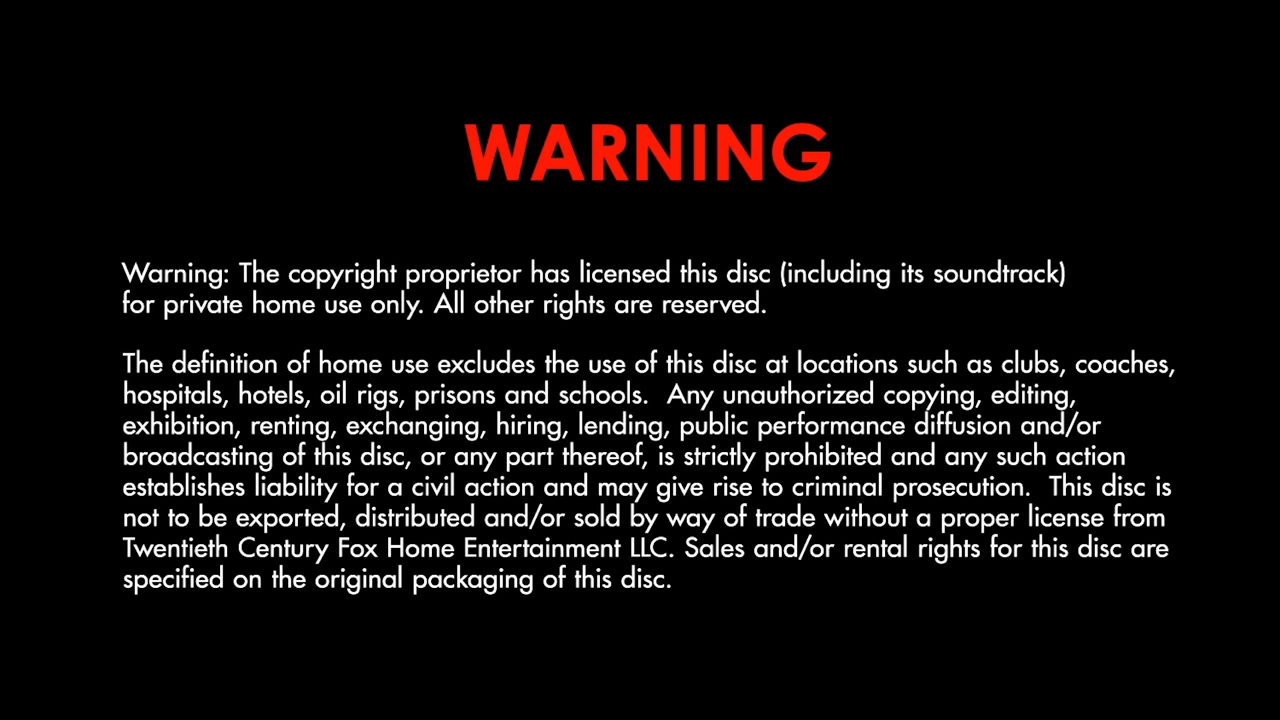 WARNING
Warning: The copyright proprietor has licensed this disc (including its soundtrack)
for private home use only. All other rights are reserved.
The definition of home use excludes the use of this disc at locations such as clubs, coaches,
hospitals, hotels, oil rigs, prisons and schools.  Any unauthorized copying, editing,
exhibition, renting, exchanging, hiring, lending, public performance diffusion and/or
broadcasting of this disc, or any part thereof, is strictly prohibited and any such action
establishes liability for a civil action and may give rise to criminal prosecution.  This disc is
not to be exported, distributed and/or sold by way of trade without a proper license from
Twentieth Century Fox Home Entertainment LLC. Sales and/or rental rights for this disc are
specified on the original packaging of this disc.